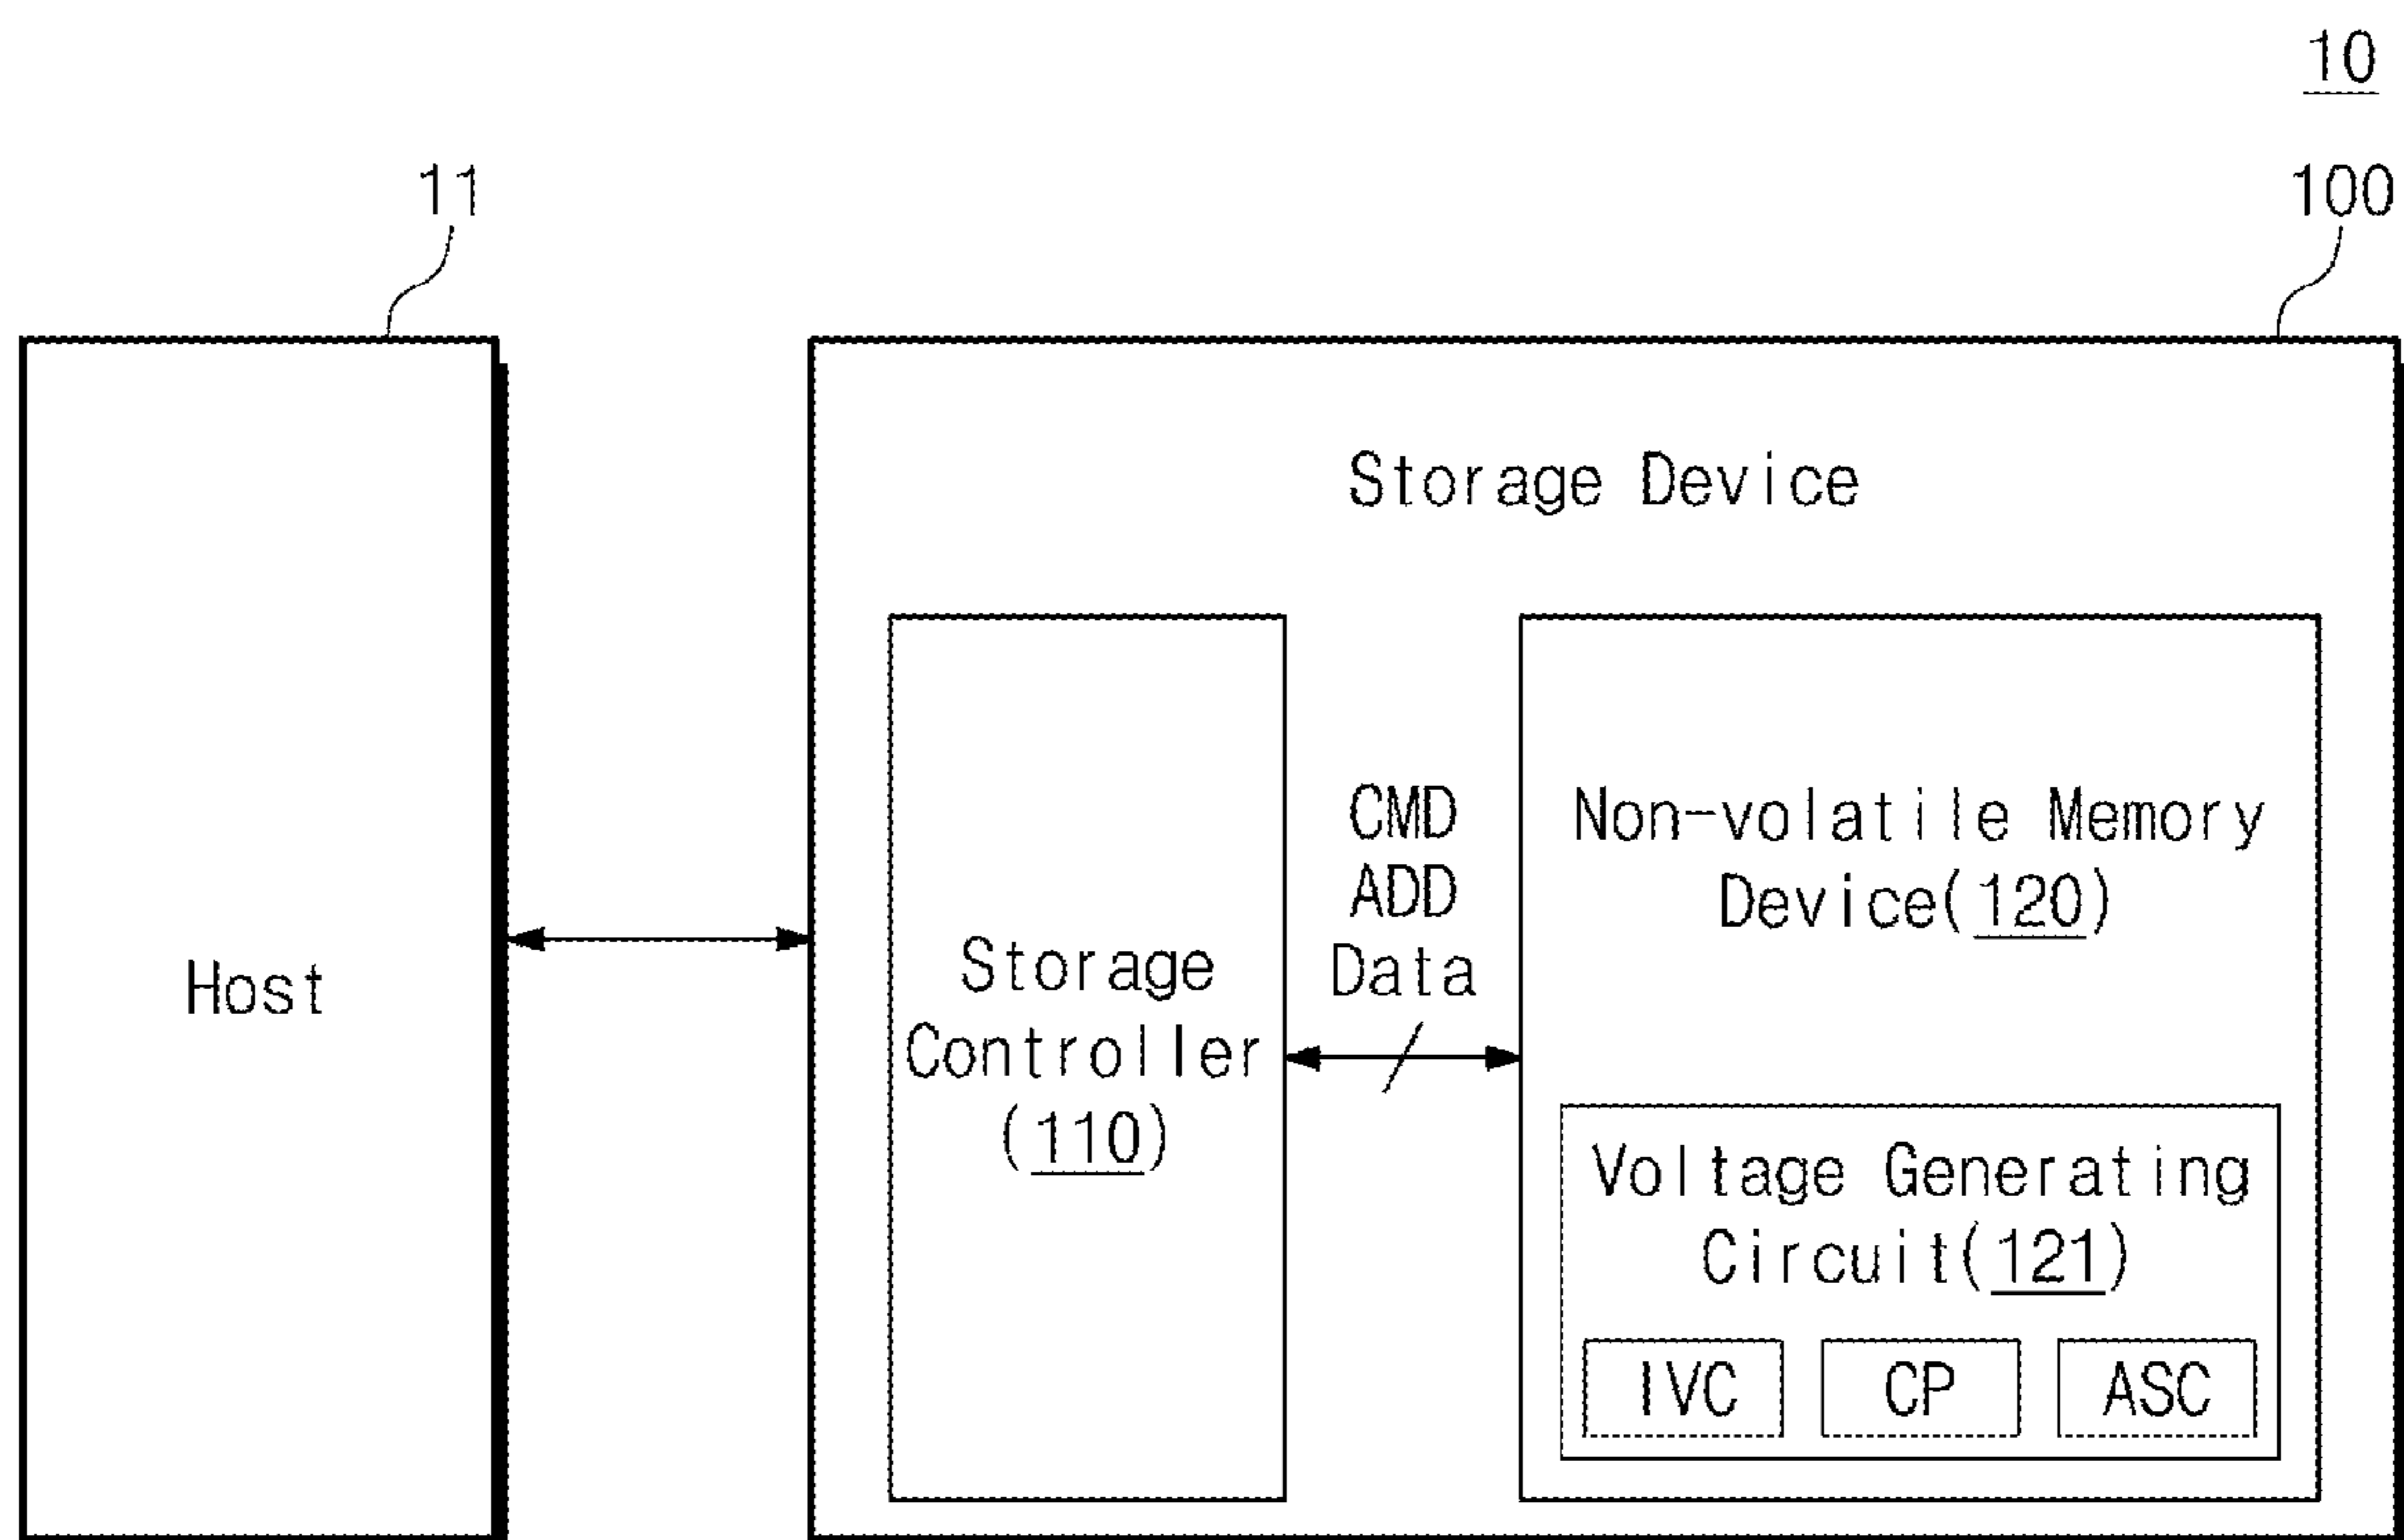 10
11
100
Storage Device
Host
Storage
Controller
(110)
CMD
ADD
Data
Non-volatile Memory
Device(120)
Voltage Generating
Circuit(121)
IVC
CP
ASC